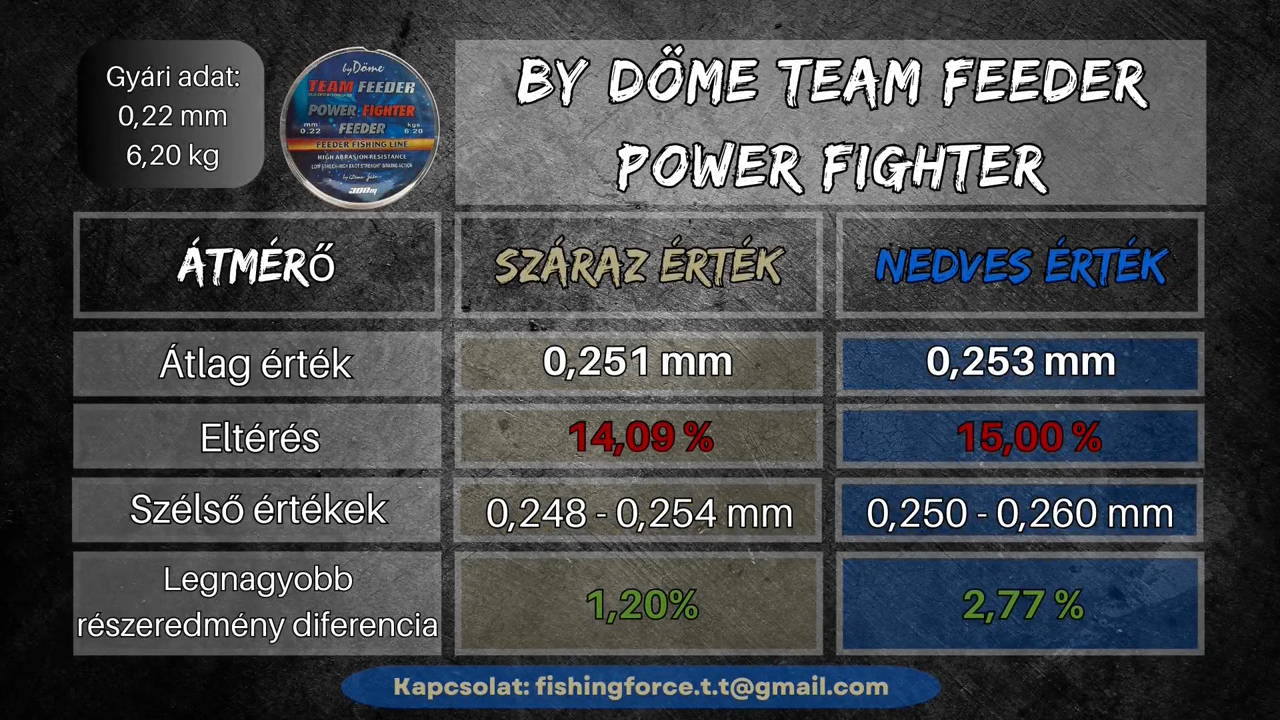 Gyári adat:
0,22 mm
6,20 kg
by Döme
TEAM FEEDER
POWER FIGHTER
FEEDER
mm
0.22
kgs
6.20
FEEDER FISHING LINE
HIGH ABRASION RESISTANCE
300m
BY DÖME TEAM FEEDER
POWER FIGHTER
ÁTMÉRŐ
SZÁRAZ ÉRTÉK
NEDVES ÉRTÉK
Átlag érték
0,251 mm
0,253 mm
Eltérés
14,09 %
15,00 %
Szélső értékek
0,248 - 0,254 mm
0,250 - 0,260 mm
Legnagyobb
részeredmény diferencia
1,20%
2,77 %
Kapcsolat: fishingforce.t.t@gmail.com